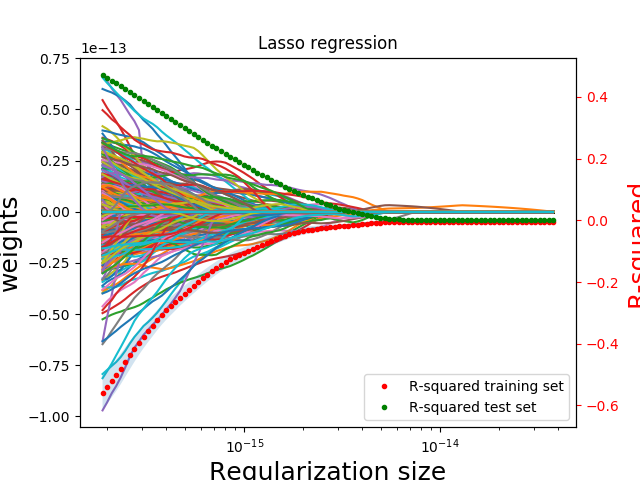 Lasso regression
1e−13
0.75
0.50
0.25
0.00
−0.25
−0.50
−0.75
−1.00
weights
0.4
0.2
0.0
−0.2
−0.4
−0.6
R-squared
R-squared training set
R-squared test set
10⁻¹⁵
10⁻¹⁴
Regularization size